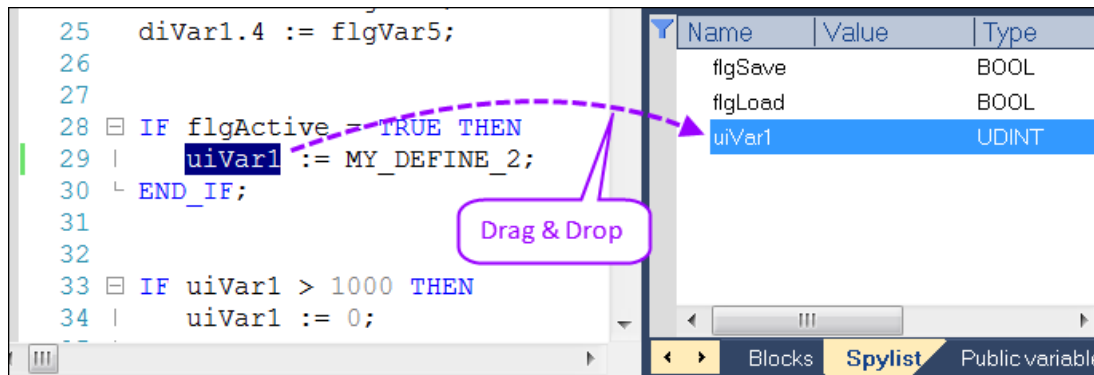 25 diVar1.4 := flgVar5;
26
27
28 IF flgActive = TRUE THEN
29 uiVar1 := MY_DEFINE_2;
30 END_IF;
31
32
33 IF uiVar1 > 1000 THEN
34 uiVar1 := 0;
Drag & Drop
Name Value Type
flgSave BOOL
flgLoad BOOL
uiVar1 UDINT
Blocks Spylist Public variable